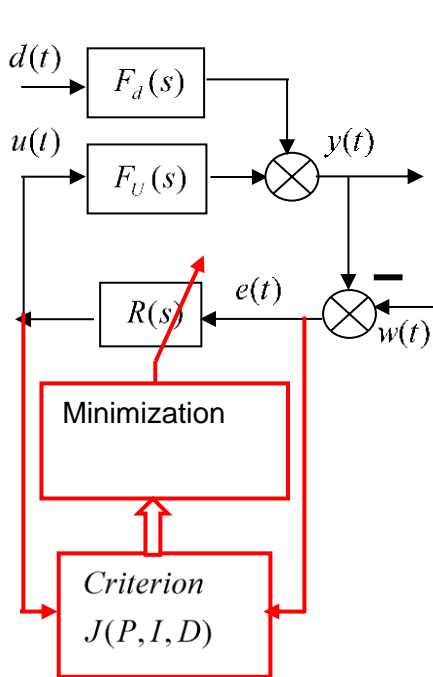 d(t)
F_d(s)
u(t)
F_U(s)
y(t)
R(s)
e(t)
w(t)
Minimization
Criterion
J(P, I, D)